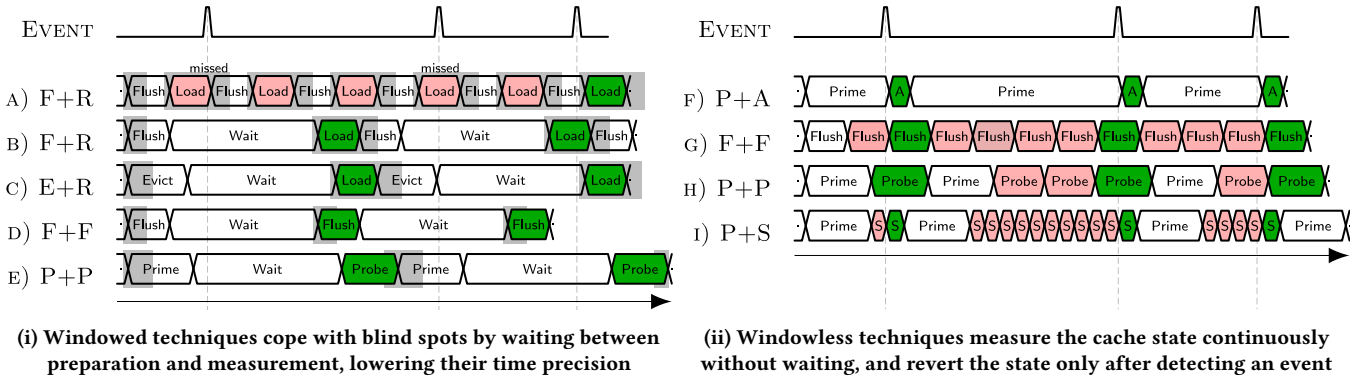 EVENT
missed missed
A) F+R Flush Load Flush Load Flush Load Flush Load Flush Load Flush Load
B) F+R Flush Wait Load Flush Wait Load Flush
C) E+R Evict Wait Load Evict Wait Load
D) F+F Flush Wait Flush Wait Flush
E) P+P Prime Wait Probe Prime Wait Probe
(i) Windowed techniques cope with blind spots by waiting between
preparation and measurement, lowering their time precision
EVENT
F) P+A Prime A Prime A Prime A
G) F+F Flush Flush Flush Flush Flush Flush Flush Flush Flush Flush Flush Flush
H) P+P Prime Probe Prime Probe Probe Probe Prime Probe Probe
I) P+S Prime S S Prime S S S S S S S S S S S Prime S S S S S Prime
(ii) Windowless techniques measure the cache state continuously
without waiting, and revert the state only after detecting an event